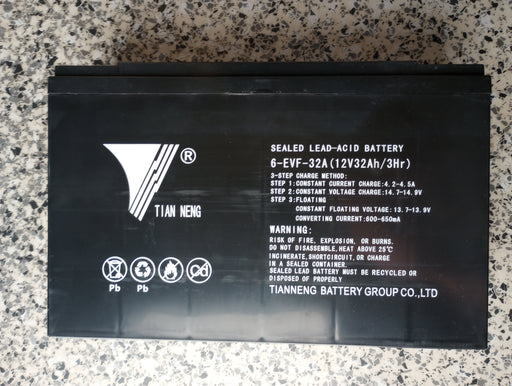 ®
TIAN NENG
Pb
Pb
Cd
SEALED LEAD-ACID BATTERY
6-EVF-32A(12V32Ah/3Hr)
3-STEP CHARGE METHOD:
STEP 1:CONSTANT CURRENT CHARGE:4.2-4.5A
STEP 2:CONSTANT VOLTAGE CHARGE:14.7-14.9V
STEP 3:FLOATING
CONSTANT FLOATING VOLTAGE:13.7-13.9V
CONVERTING CURRENT:600-650mA
WARNING:
RISK OF FIRE, EXPLOSION, OR BURNS.
DO NOT DISASSEMBLE,HEAT ABOVE 25℃
INCINERATE,SHORTCIRCUIT,OR CHARGE
IN A SEALED CONTAINER.
SEALED LEAD BATTERY MUST BE RECYCLED OR
DISPOSED OF PROPERLY
TIANNENG BATTERY GROUP CO.,LTD